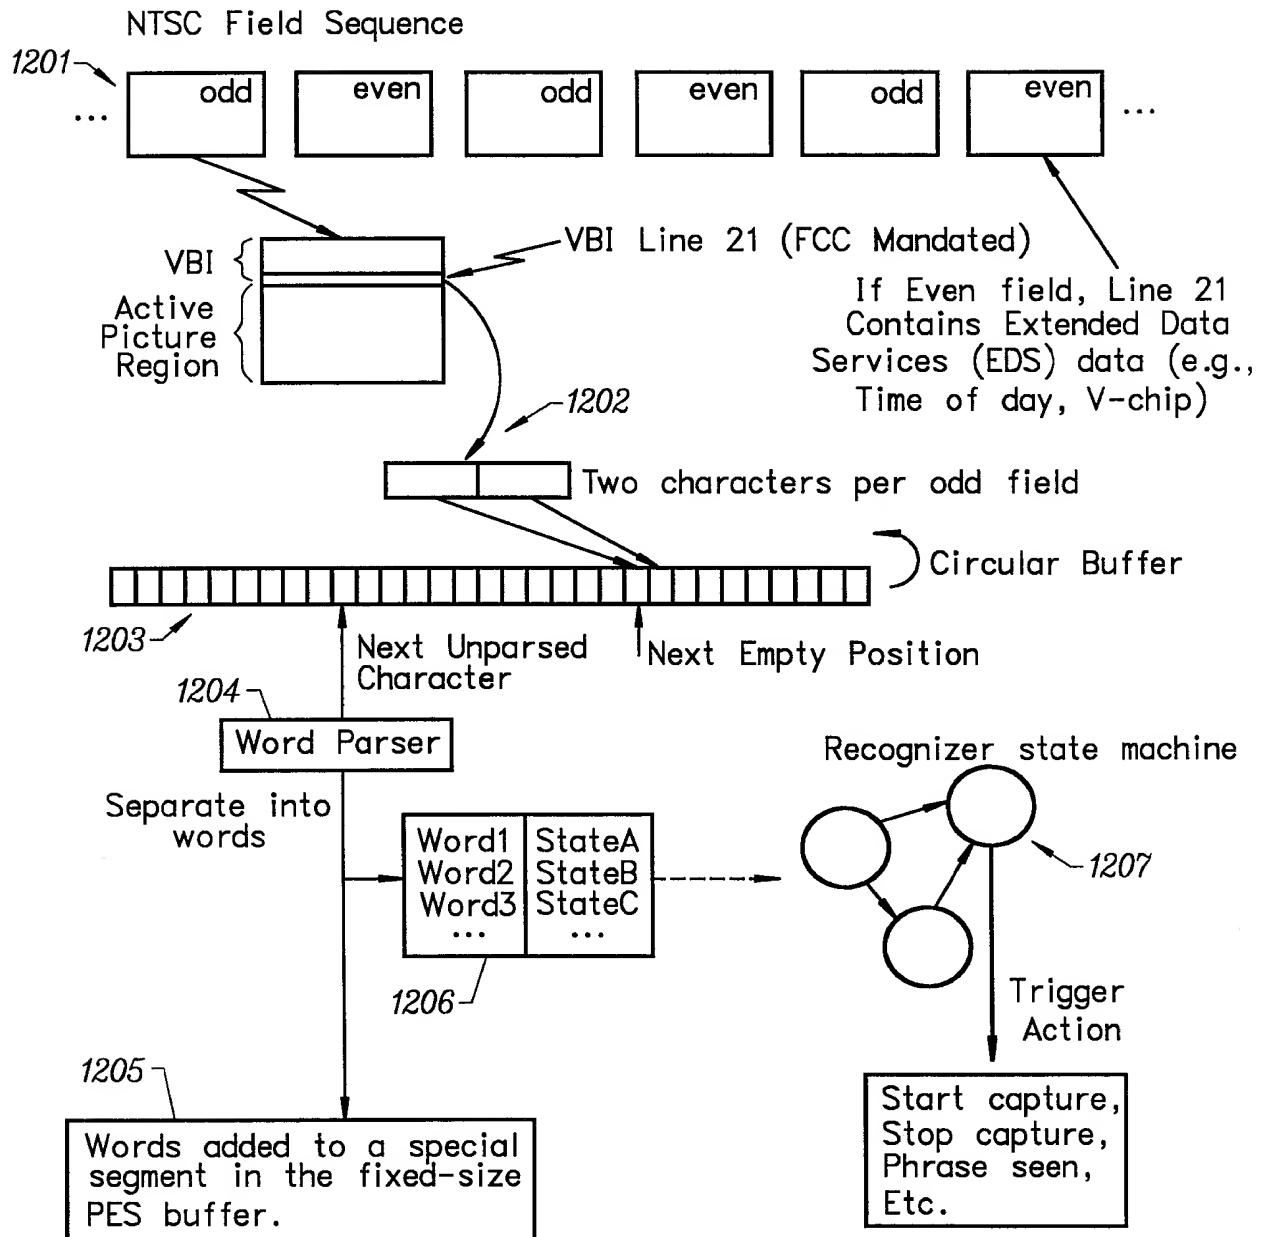 NTSC Field Sequence
1201
... odd even odd even odd even ...
VBI
VBI Line 21 (FCC Mandated)
Active
Picture
Region
If Even field, Line 21
Contains Extended Data
Services (EDS) data (e.g.,
Time of day, V-chip)
1202
Two characters per odd field
Circular Buffer
1203
Next Unparsed
Character
Next Empty Position
1204
Word Parser
Separate into
words
Recognizer state machine
Word1 StateA
Word2 StateB
Word3 StateC
... ...
1206
1207
Trigger
Action
1205
Words added to a special
segment in the fixed-size
PES buffer.
Start capture,
Stop capture,
Phrase seen,
Etc.